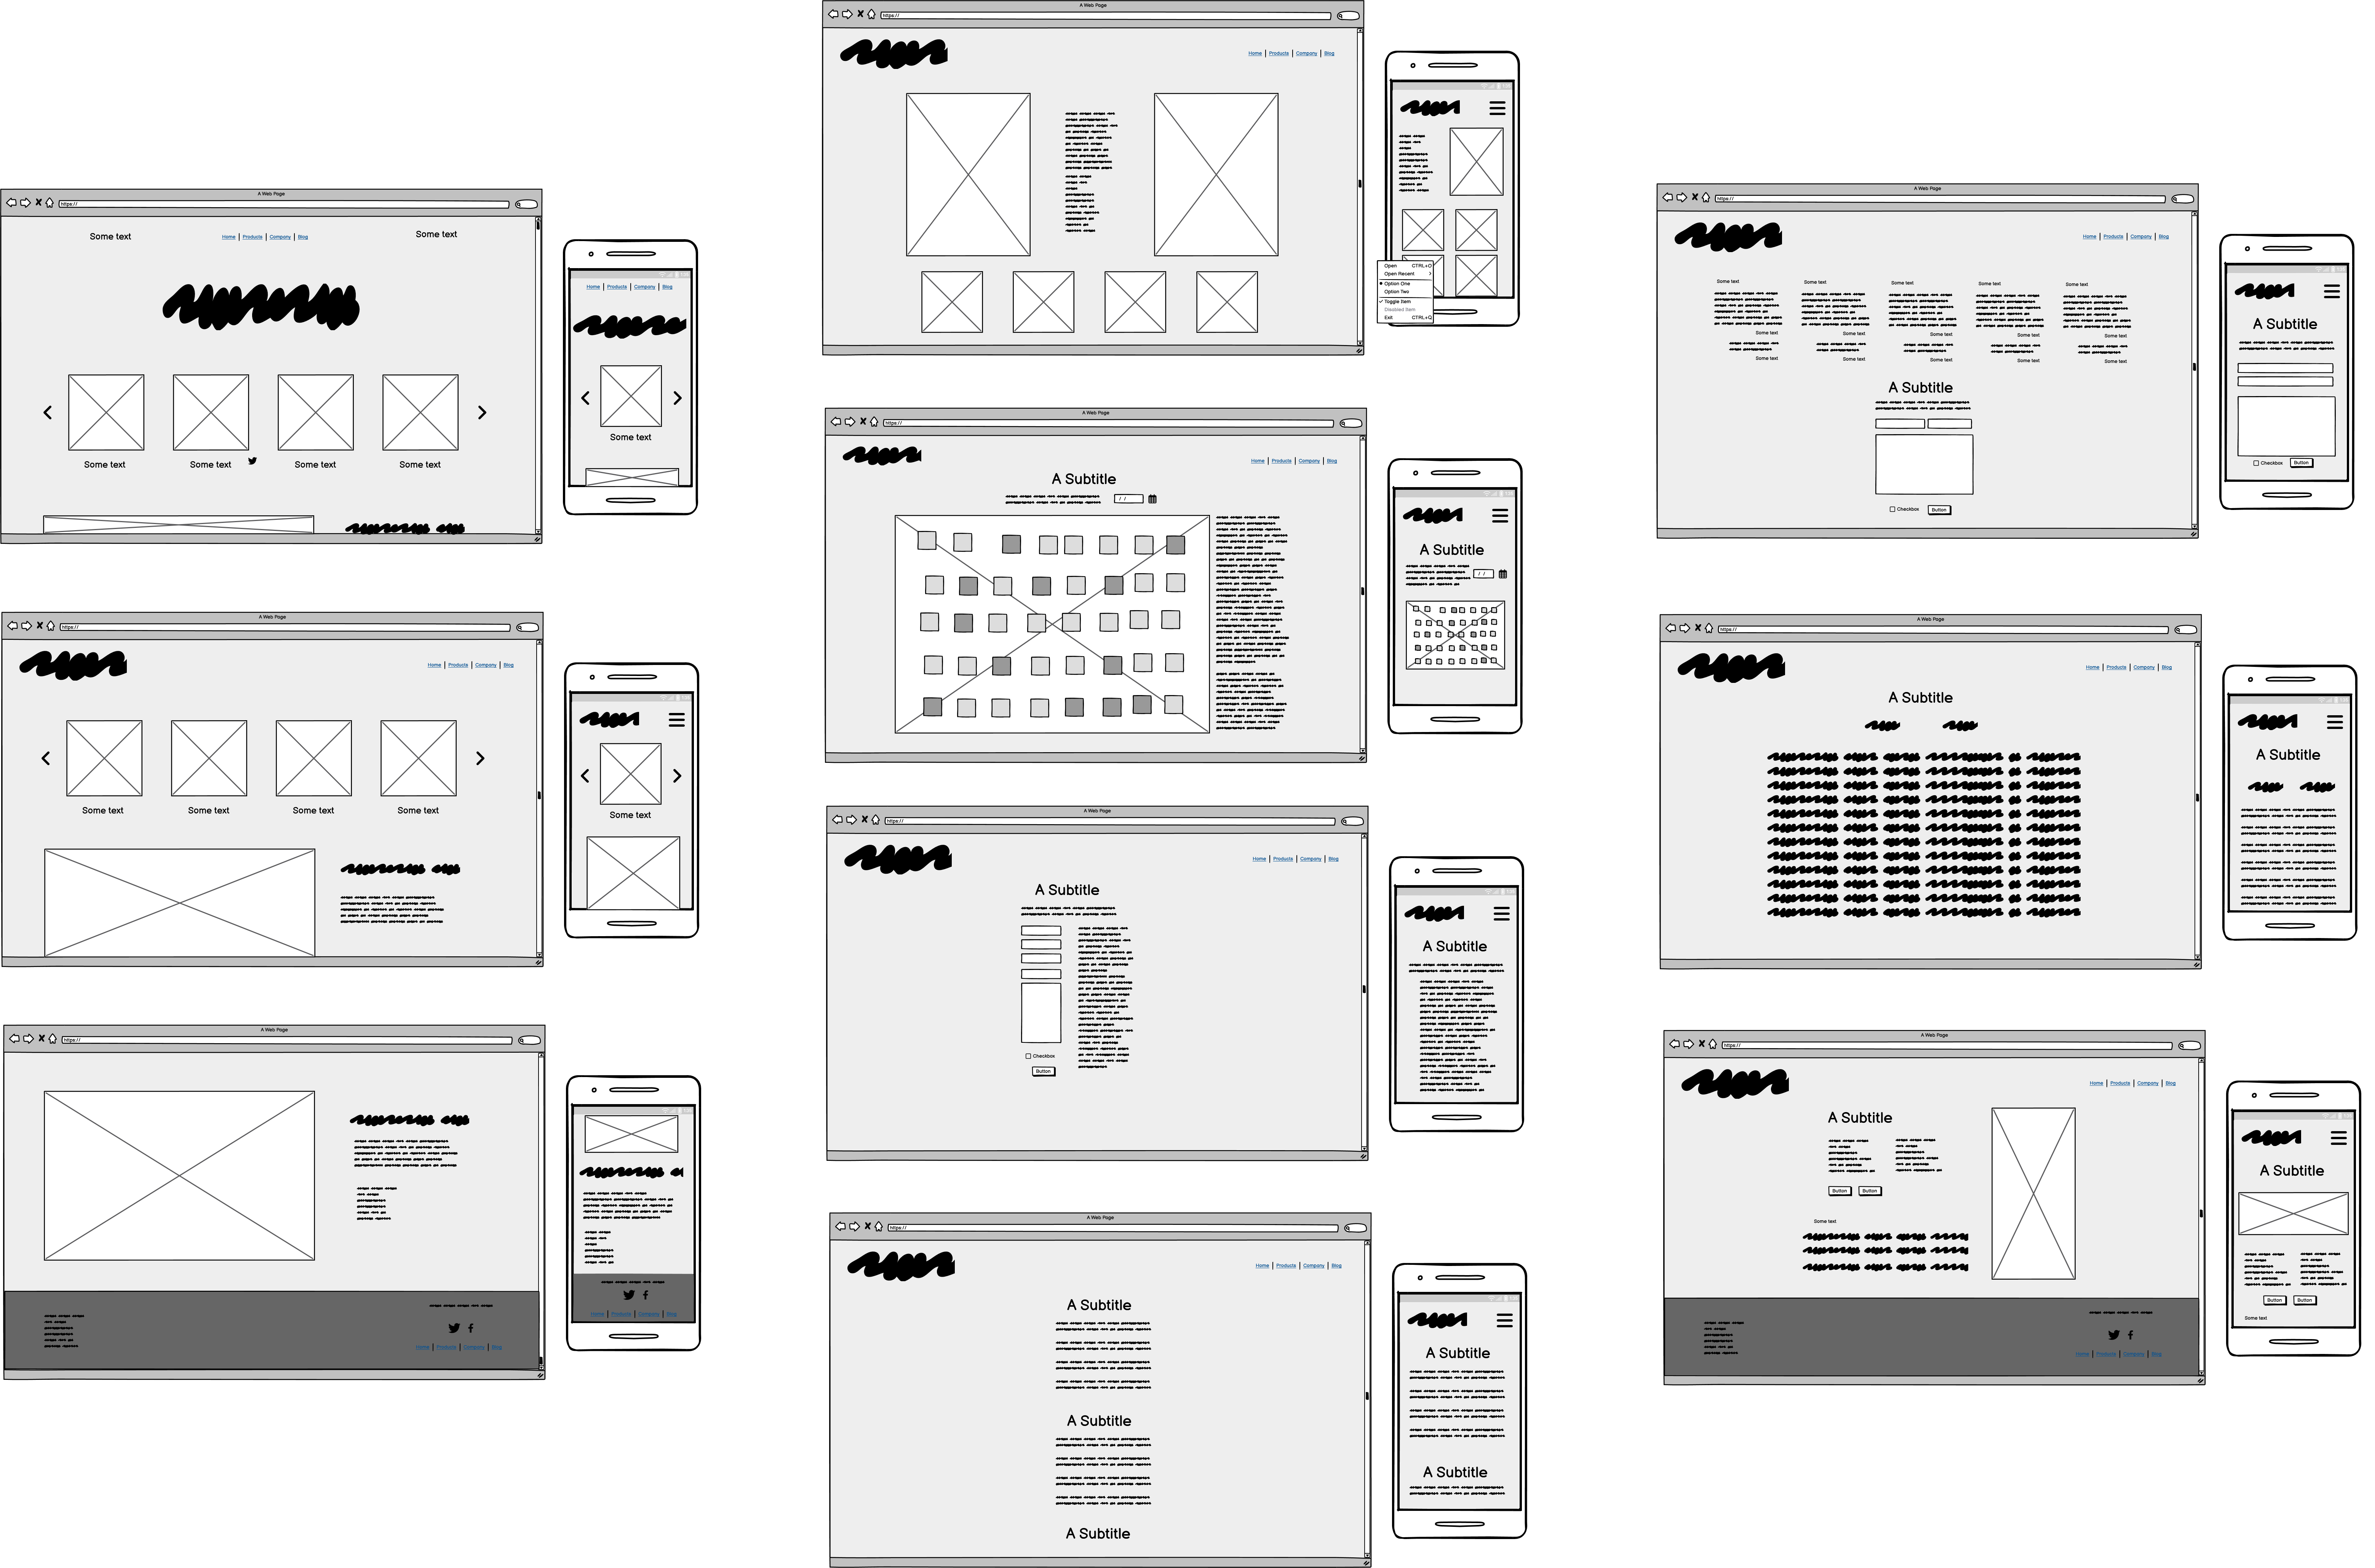 A Web Page
https://
Some text
Home | Products | Company | Blog
Some text
Some text
Some text
Some text
Some text
Home | Products | Company | Blog
Some text
A Web Page
https://
Home | Products | Company | Blog
Some text
Some text
Some text
Some text
Some text
A Web Page
https://
Home | Products | Company | Blog
Home | Products | Company | Blog
A Web Page
https://
Home | Products | Company | Blog
Open CTRL+O
Open Recent
Option One
Option Two
Toggle Item
Disabled Item
Exit CTRL+Q
A Web Page
https://
Home | Products | Company | Blog
A Subtitle
/ /
A Subtitle
/ /
A Web Page
https://
Home | Products | Company | Blog
A Subtitle
Checkbox
Button
A Subtitle
A Web Page
https://
Home | Products | Company | Blog
A Subtitle
A Subtitle
A Subtitle
A Subtitle
A Subtitle
A Web Page
https://
Home | Products | Company | Blog
Some text Some text Some text Some text Some text
Some text Some text Some text Some text Some text
Some text Some text Some text Some text Some text
A Subtitle
Checkbox Button
A Subtitle
Checkbox Button
A Web Page
https://
Home | Products | Company | Blog
A Subtitle
A Subtitle
A Web Page
https://
Home | Products | Company | Blog
A Subtitle
Button Button
Some text
Home | Products | Company | Blog
A Subtitle
Button Button
Some text